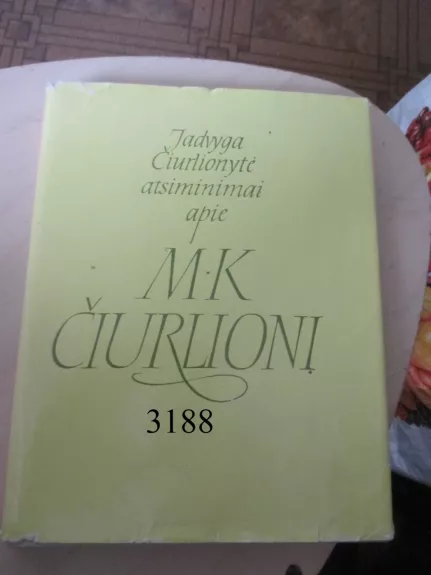 Jadvyga
Čiurlionytė
atsiminimai
apie
M·K
ČIURLIONĮ
3188